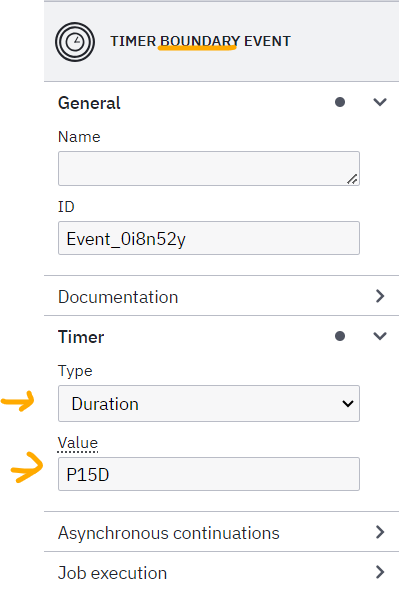 TIMER BOUNDARY EVENT
General
Name
ID
Event_0i8n52y
Documentation
Timer
Type
Duration
Value
P15D
Asynchronous continuations
Job execution